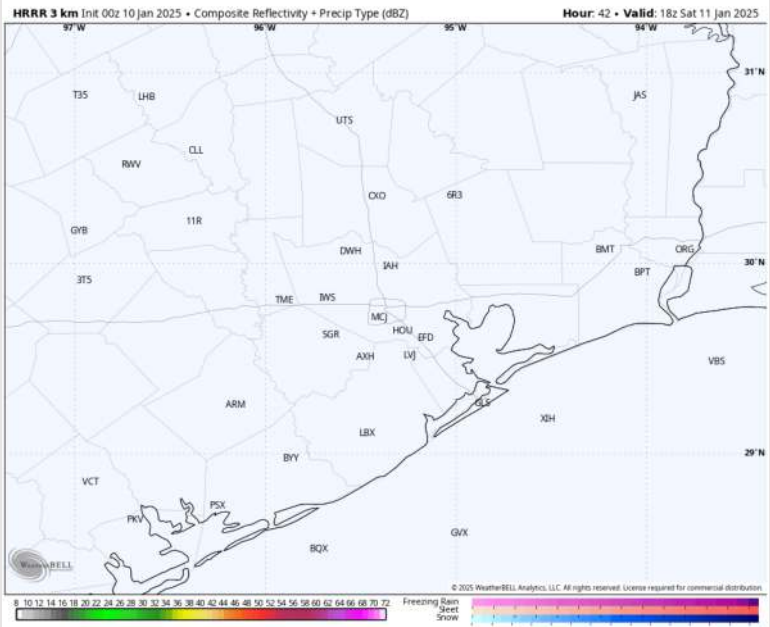 HRRR 3 km Init 00z 10 Jan 2025 • Composite Reflectivity + Precip Type (dBZ) Hour: 42 • Valid: 18z Sat 11 Jan 2025
97°W 96°W 95°W 94°W
31°N
T35 LHB JAS
UTS
CLL
RWV
CXO 6R3
11R
GYB
DWH BMT ORG
IAH 30°N
3T5 BPT
TME IWS
MCJ
SGR HOU EFD
AXH LVJ
VBS
ARM GLS
XIH
LBX
29°N
BYY
VCT
PSX
PKV
GVX
BQX
WEATHERBELL
© 2025 WeatherBELL Analytics, LLC. All rights reserved. License required for commercial distribution.
8 10 12 14 16 18 20 22 24 26 28 30 32 34 36 38 40 42 44 46 48 50 52 54 56 58 60 62 64 66 68 70 72
Freezing Rain
Sleet
Snow